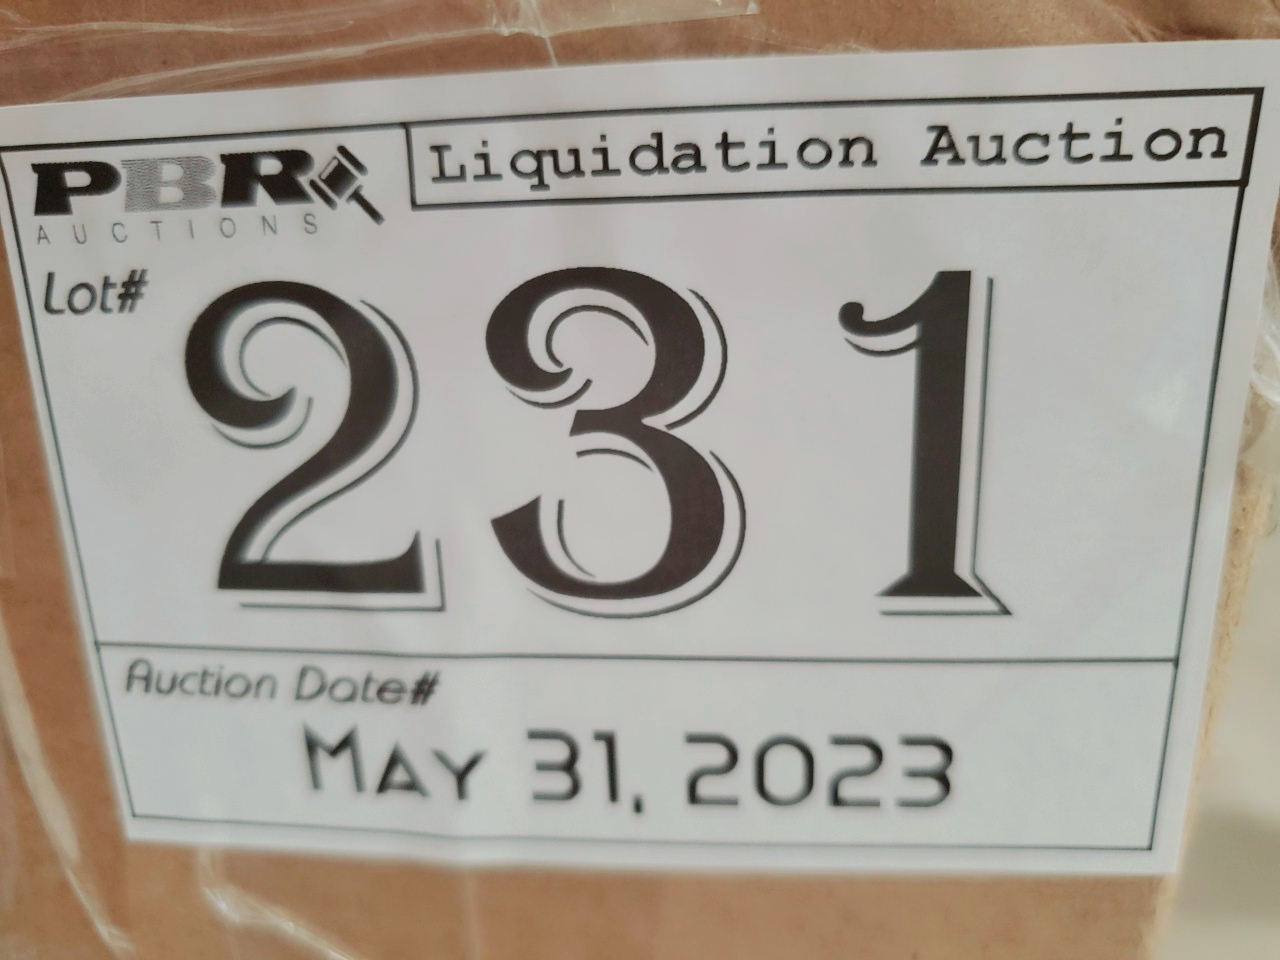 PBR
AUCTIONS
Liquidation Auction
Lot#
231
Auction Date#
May 31, 2023